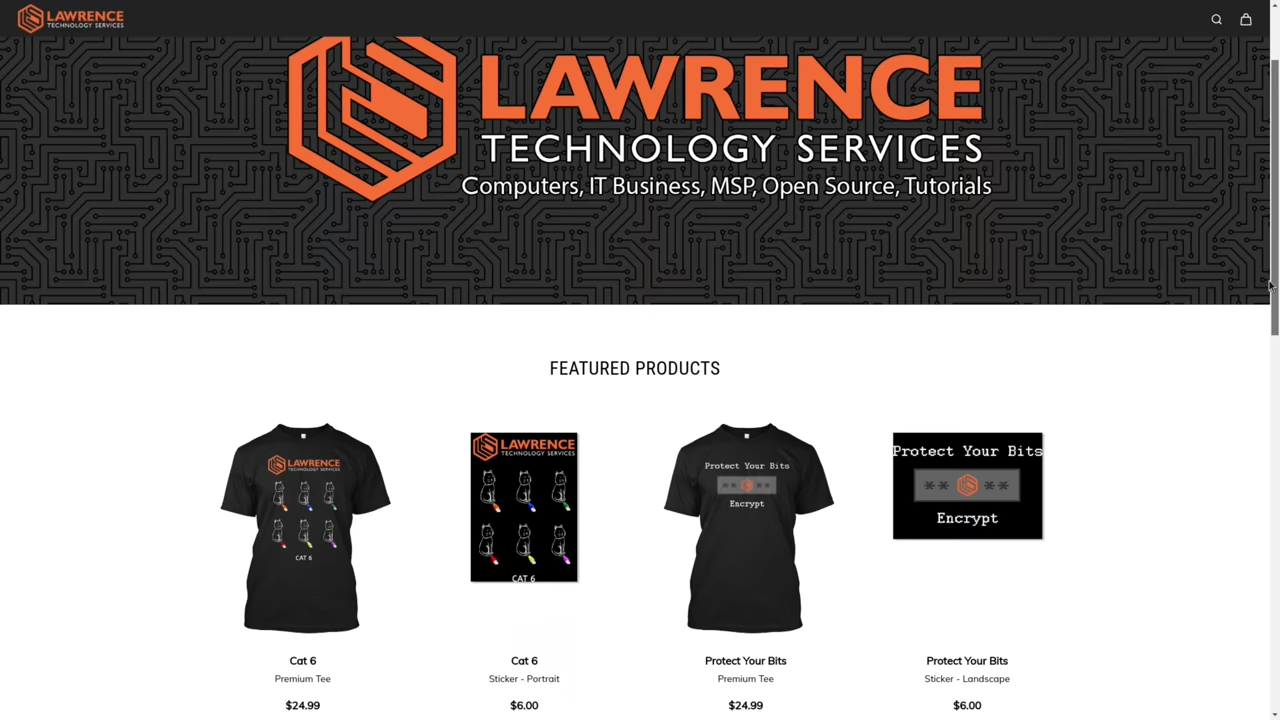 LAWRENCE
TECHNOLOGY SERVICES
LAWRENCE
TECHNOLOGY SERVICES
Computers, IT Business, MSP, Open Source, Tutorials
FEATURED PRODUCTS
LAWRENCE
TECHNOLOGY SERVICES
CAT 6
LAWRENCE
TECHNOLOGY SERVICES
CAT 6
Protect Your Bits
**  **
Encrypt
Protect Your Bits
**  **
Encrypt
Cat 6
Premium Tee
$24.99
Cat 6
Sticker - Portrait
$6.00
Protect Your Bits
Premium Tee
$24.99
Protect Your Bits
Sticker - Landscape
$6.00